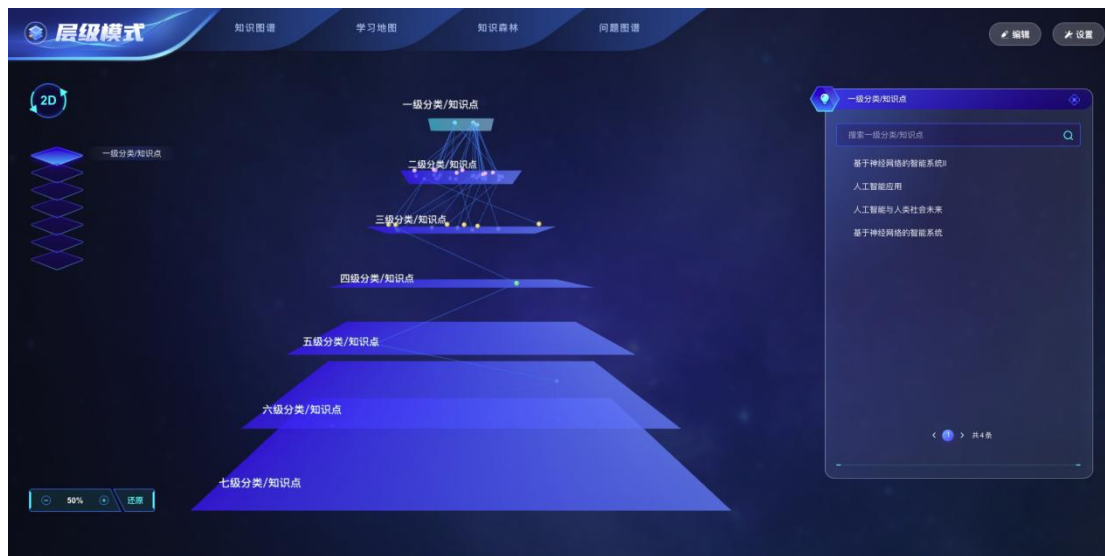 层级模式
知识图谱
学习地图
知识森林
问题图谱
编辑
设置
2D
一级分类/知识点
一级分类/知识点
二级分类/知识点
三级分类/知识点
四级分类/知识点
五级分类/知识点
六级分类/知识点
七级分类/知识点
50%
还原
一级分类/知识点
搜索一级分类/知识点
基于神经网络的智能系统II
人工智能应用
人工智能与人类社会未来
基于神经网络的智能系统
< 1 > 共4条